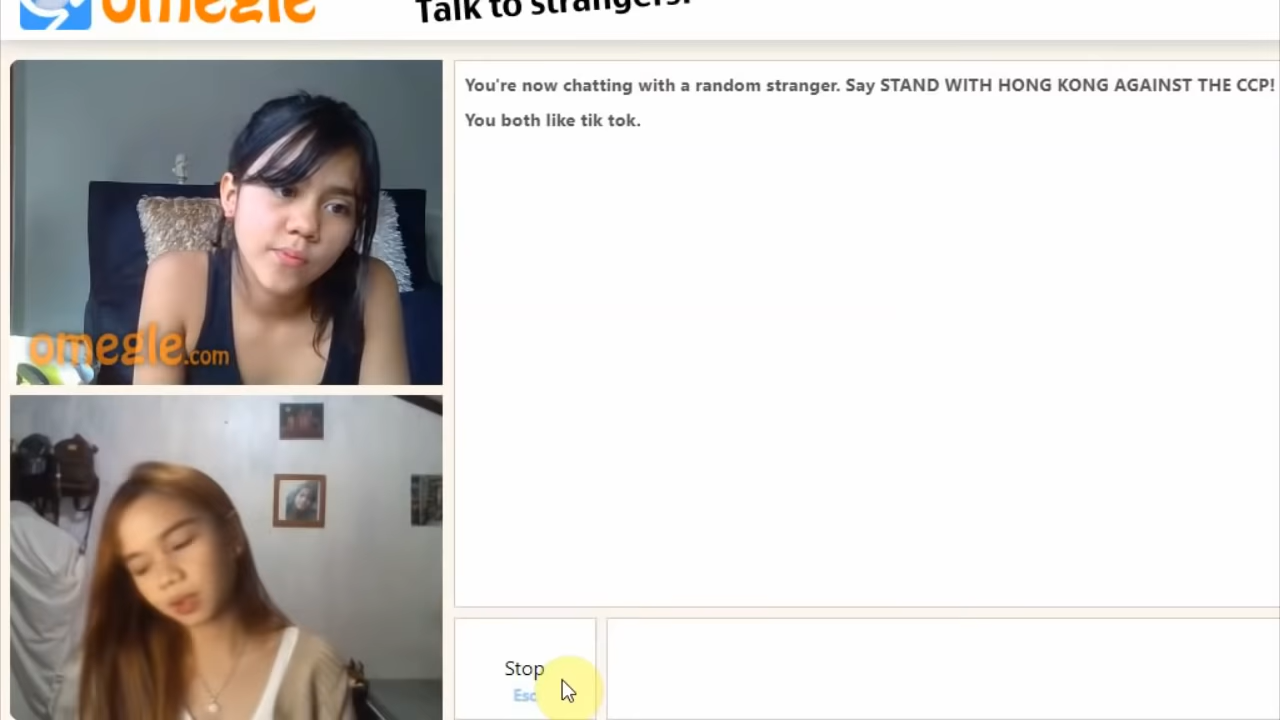 omegle
Talk to strangers!
You're now chatting with a random stranger. Say STAND WITH HONG KONG AGAINST THE CCP!
You both like tik tok.
omegle.com
Stop
Esc